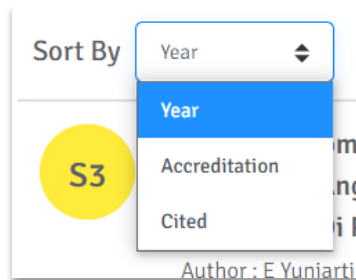 Sort By Year
Year
Accreditation
S3
Cited
Author : E Yuniarti